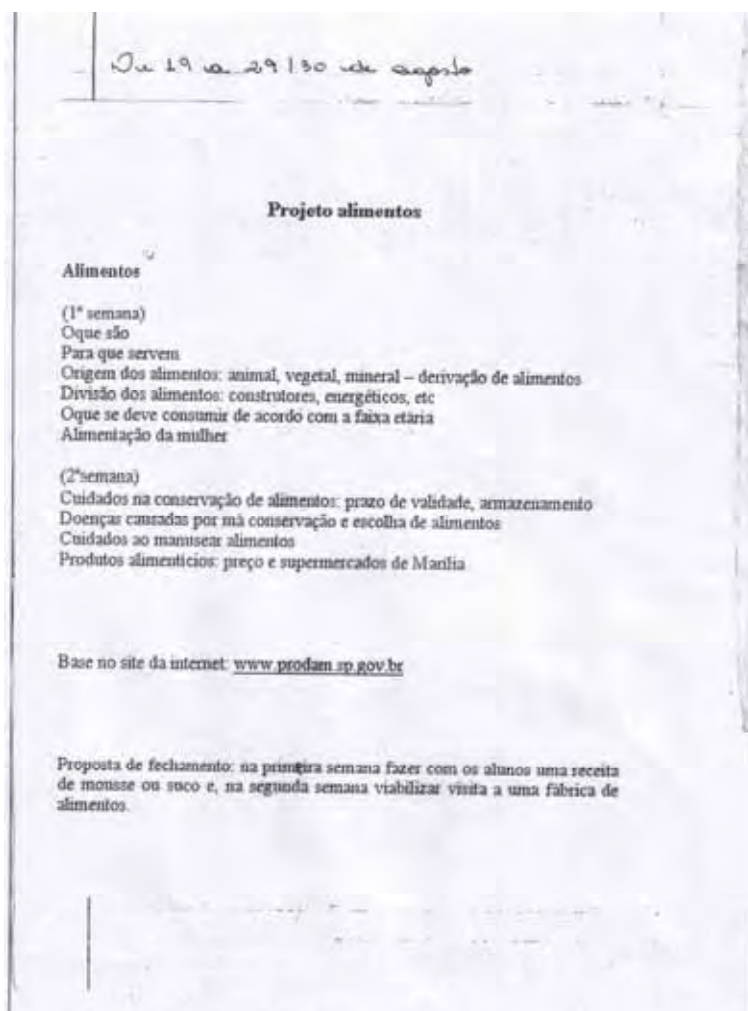 De 19 a 29/30 de agosto
Projeto alimentos
Alimentos
(1ª semana)
Oque são
Para que servem
Origem dos alimentos: animal, vegetal, mineral – derivação de alimentos
Divisão dos alimentos: construtores, energéticos, etc
Oque se deve consumir de acordo com a faixa etária
Alimentação da mulher
(2ªsemana)
Cuidados na conservação de alimentos: prazo de validade, armazenamento
Doenças causadas por má conservação e escolha de alimentos
Cuidados ao manusear alimentos
Produtos alimentícios: preço e supermercados de Marília
Base no site da internet: www.prodam.sp.gov.br
Proposta de fechamento: na primeira semana fazer com os alunos uma receita
de mousse ou suco e, na segunda semana viabilizar visita a uma fábrica de
alimentos.